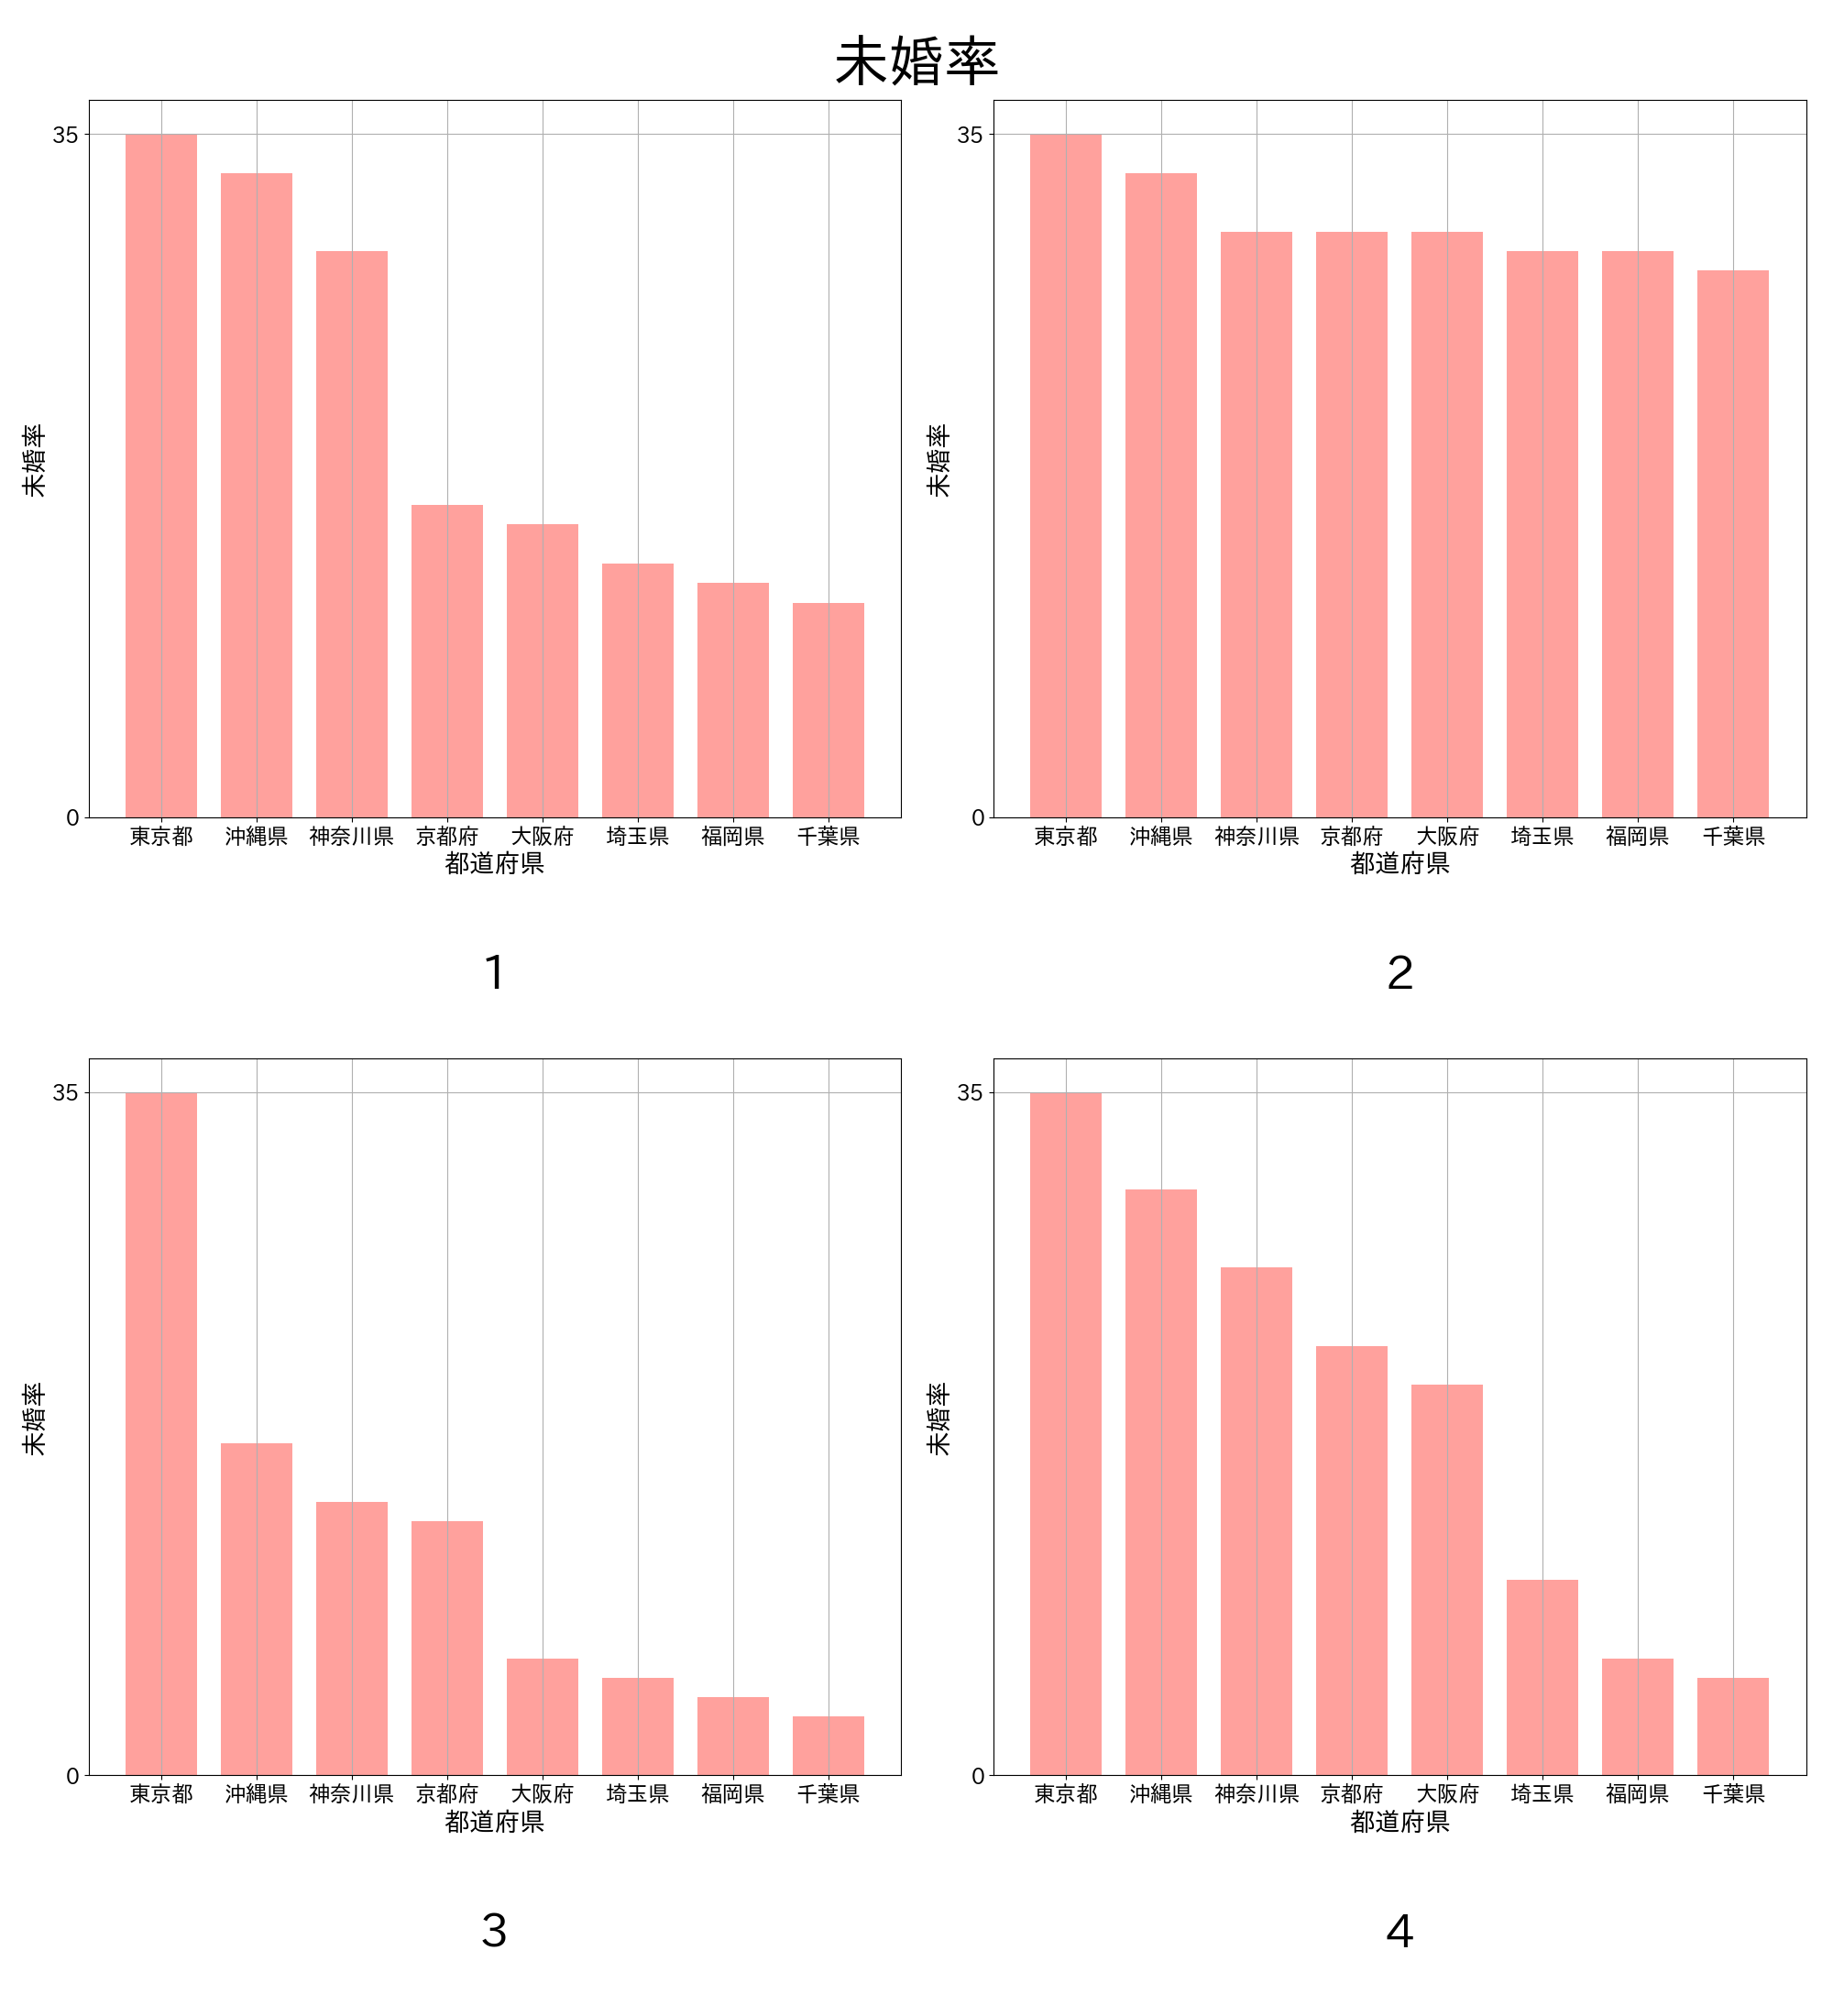 未婚率
35
0
未婚率
東京都 沖縄県 神奈川県 京都府 大阪府 埼玉県 福岡県 千葉県
都道府県
1
35
0
未婚率
東京都 沖縄県 神奈川県 京都府 大阪府 埼玉県 福岡県 千葉県
都道府県
2
35
0
未婚率
東京都 沖縄県 神奈川県 京都府 大阪府 埼玉県 福岡県 千葉県
都道府県
3
35
0
未婚率
東京都 沖縄県 神奈川県 京都府 大阪府 埼玉県 福岡県 千葉県
都道府県
4